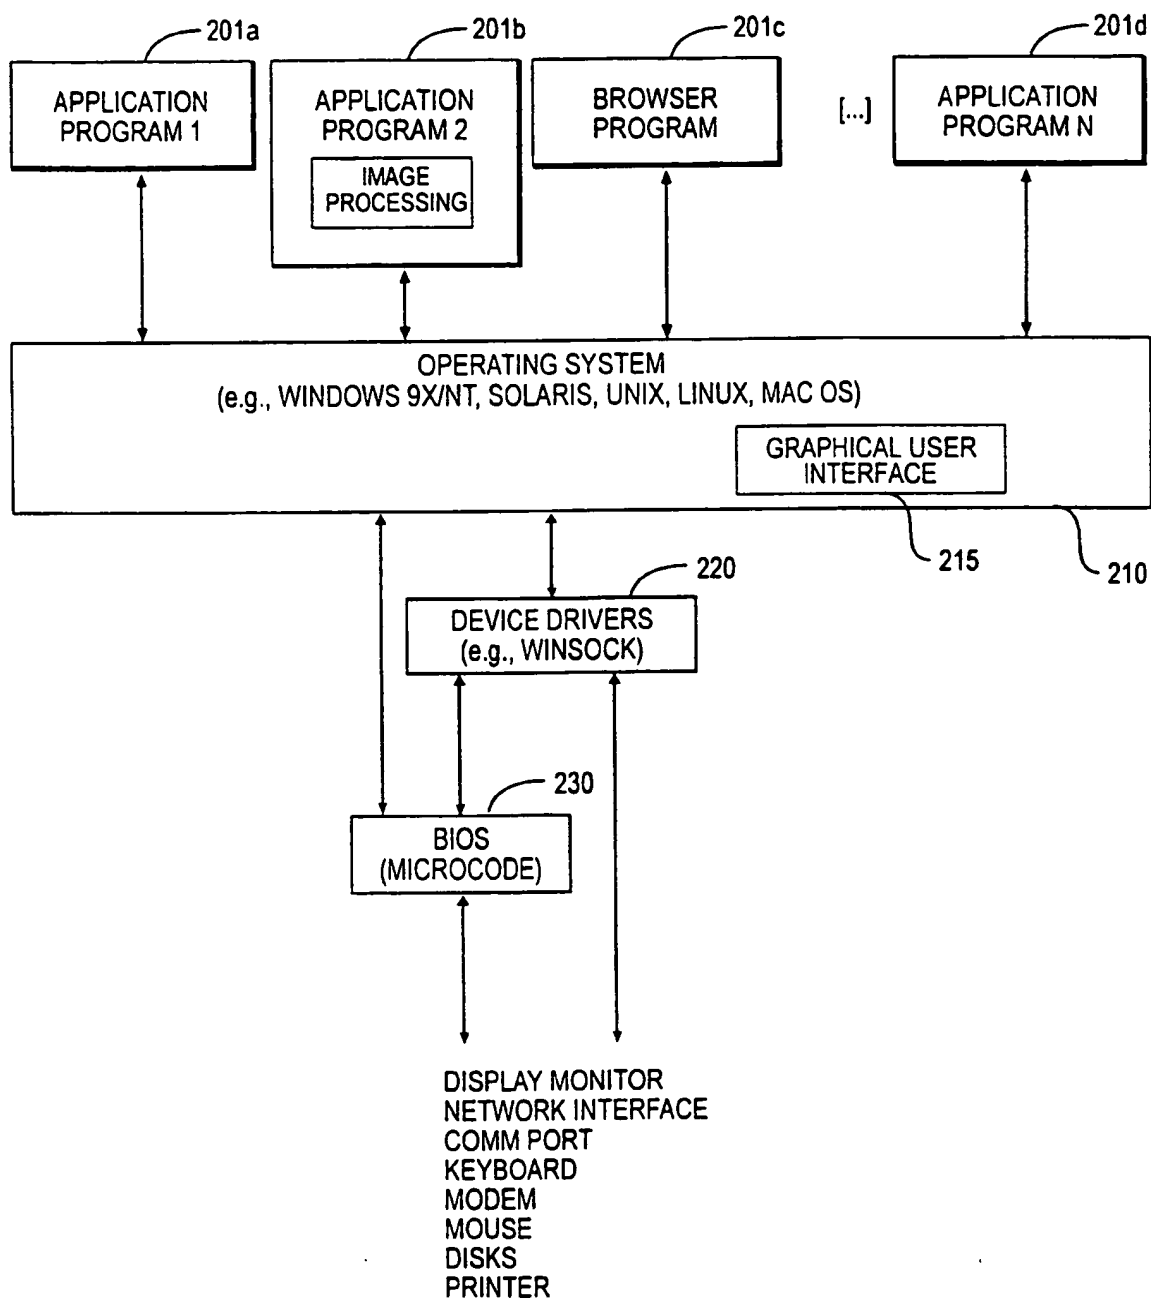 201a
201b
201c
201d
APPLICATION
PROGRAM 1
APPLICATION
PROGRAM 2
IMAGE
PROCESSING
BROWSER
PROGRAM
[...]
APPLICATION
PROGRAM N
OPERATING SYSTEM
(e.g., WINDOWS 9X/NT, SOLARIS, UNIX, LINUX, MAC OS)
GRAPHICAL USER
INTERFACE
215
210
220
DEVICE DRIVERS
(e.g., WINSOCK)
230
BIOS
(MICROCODE)
DISPLAY MONITOR
NETWORK INTERFACE
COMM PORT
KEYBOARD
MODEM
MOUSE
DISKS
PRINTER